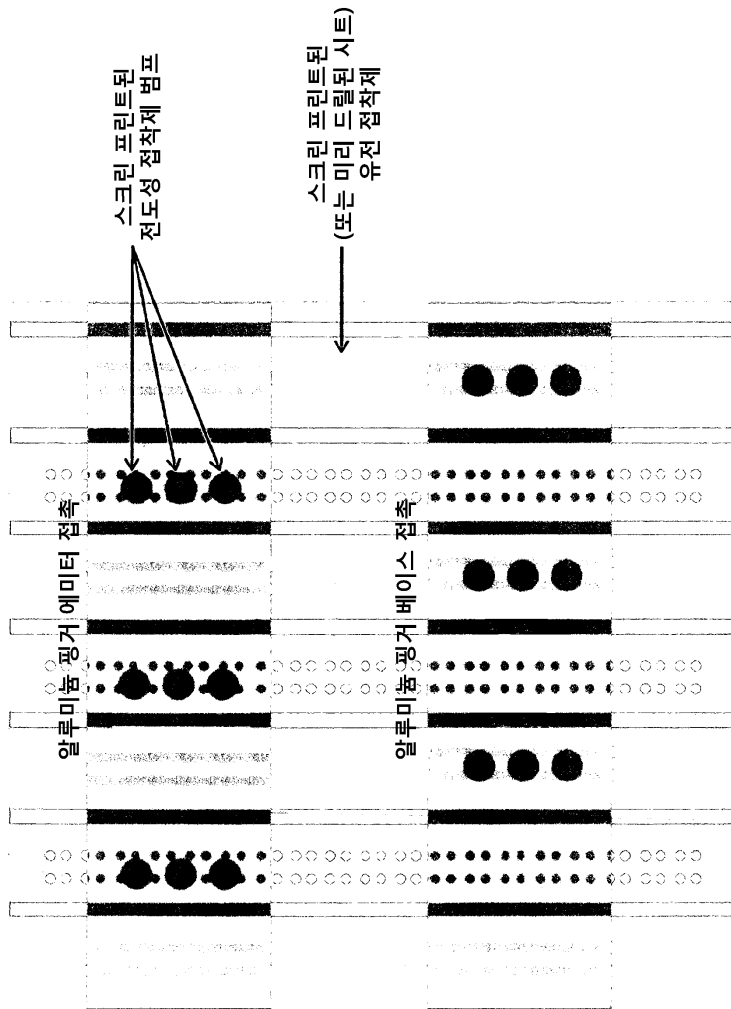 스크린 프린트된
전도성 접착제 범프
스크린 프린트된
(또는 미리 드릴된 시트)
유전 접착제
알루미늄 핑거 에미터 접촉
알루미늄 핑거 베이스 접촉